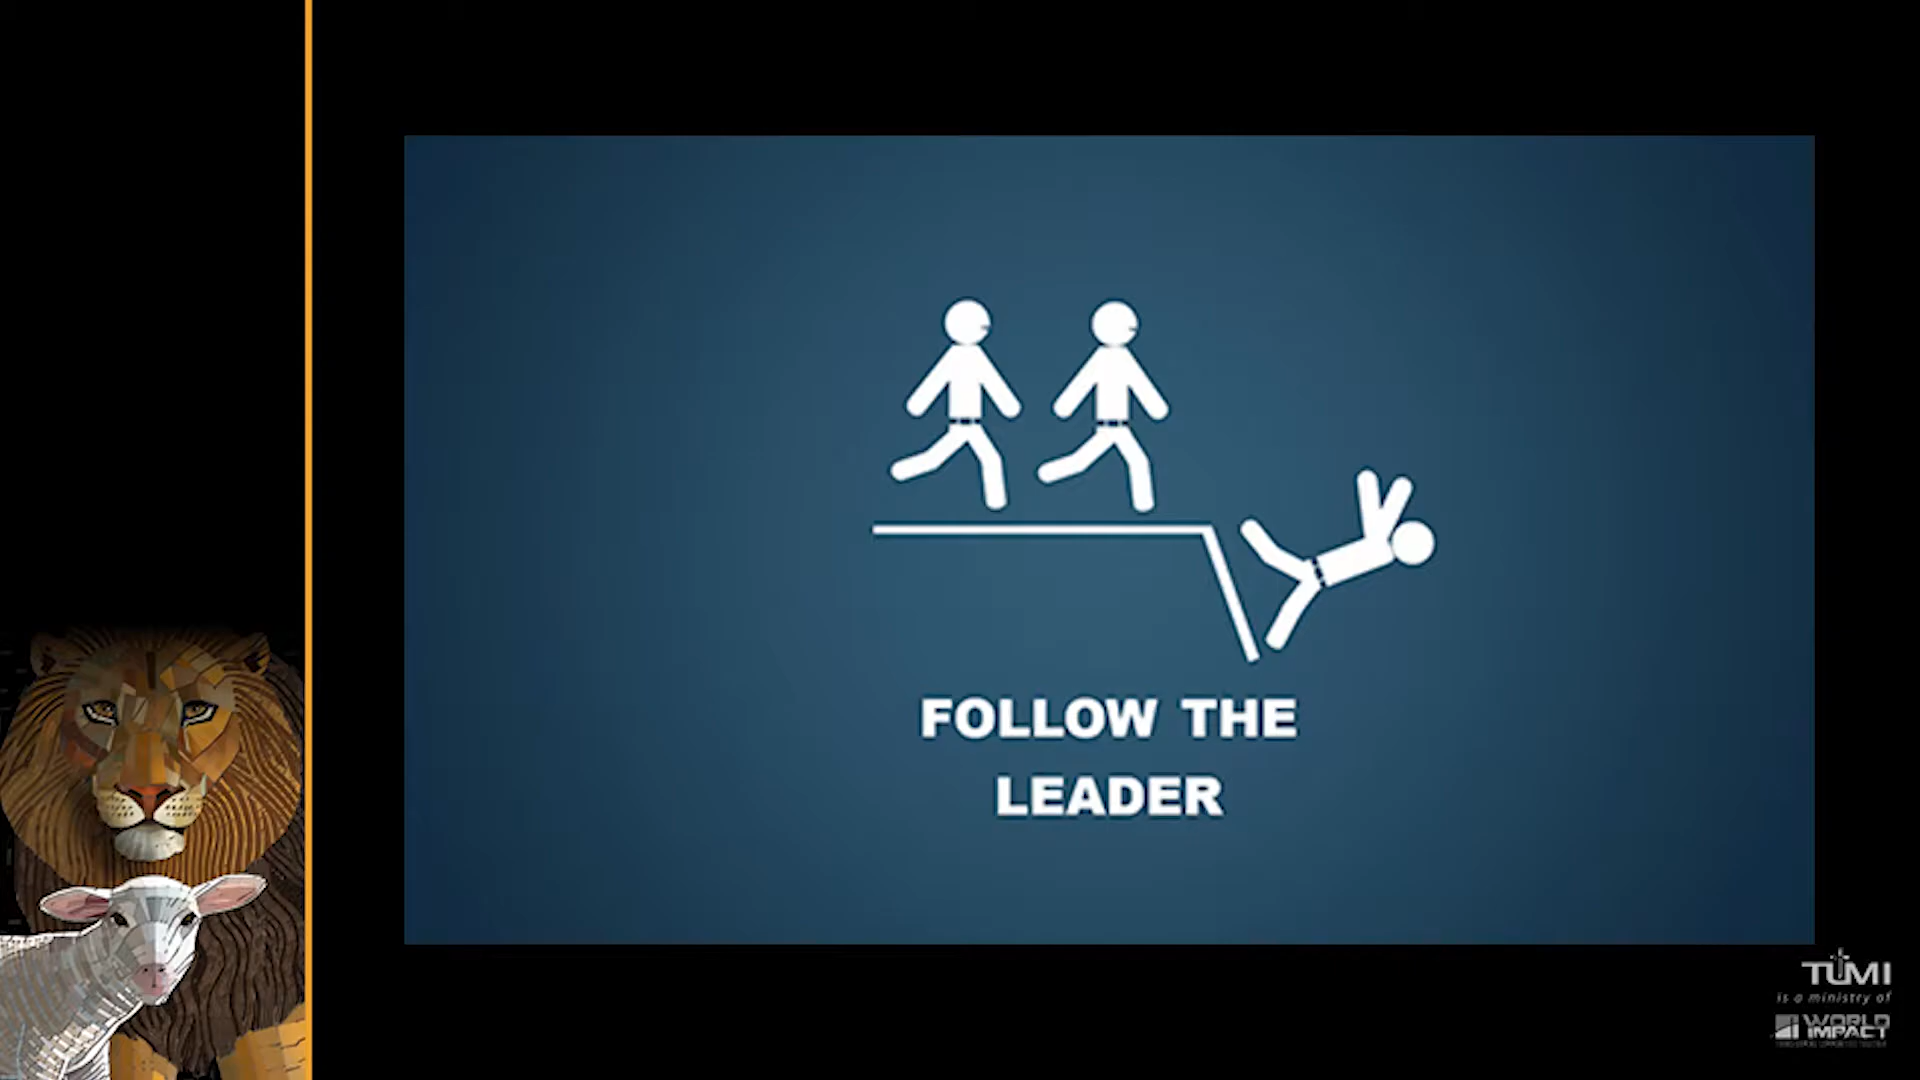 FOLLOW THE
LEADER
TUMI
is a ministry of
WORLD
IMPACT